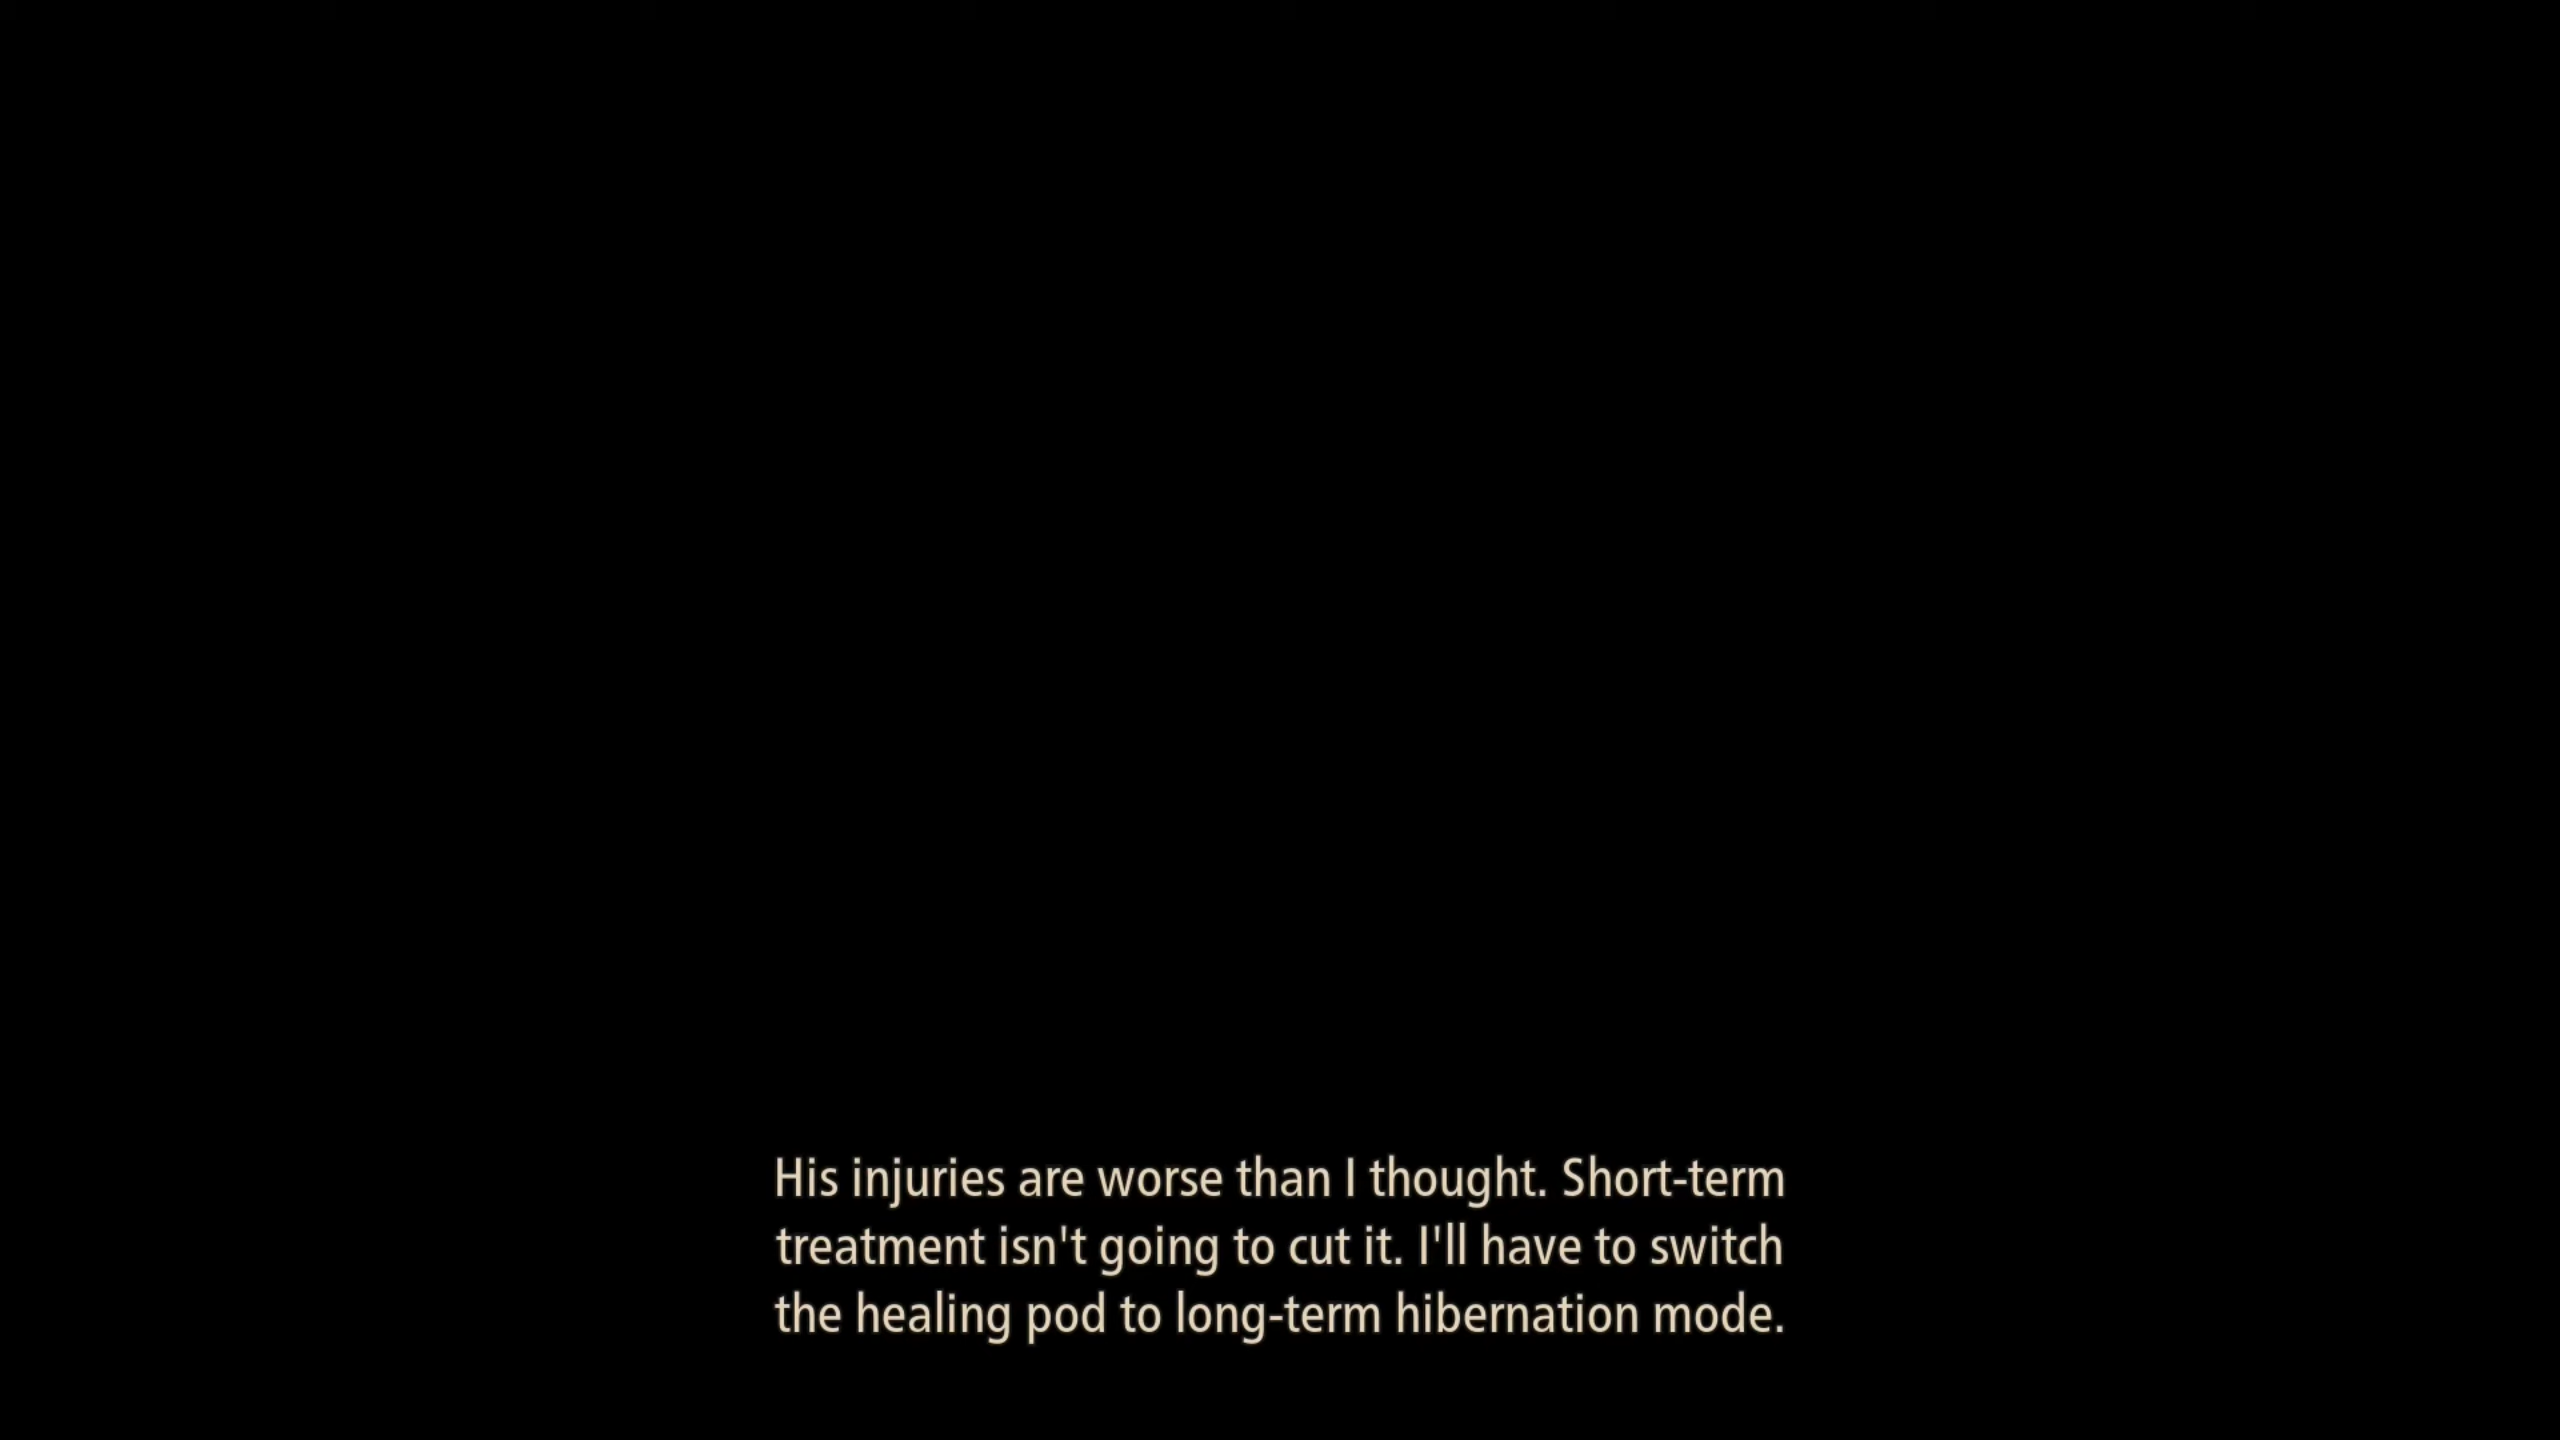 His injuries are worse than I thought. Short-term
treatment isn't going to cut it. I'll have to switch
the healing pod to long-term hibernation mode.